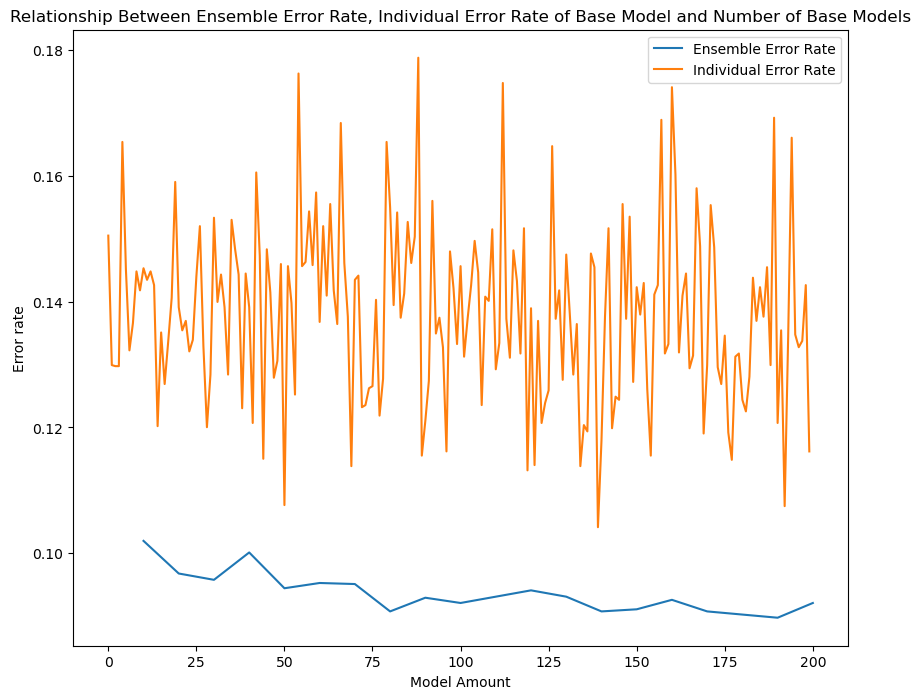 Relationship Between Ensemble Error Rate, Individual Error Rate of Base Model and Number of Base Models
Ensemble Error Rate
Individual Error Rate
0.18
0.16
0.14
0.12
0.10
Error rate
0
25
50
75
100
125
150
175
200
Model Amount